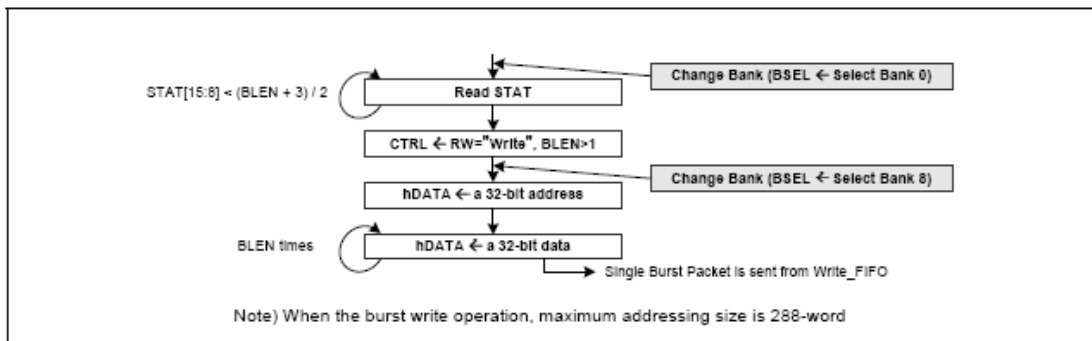 Change Bank (BSEL ← Select Bank 0)
STAT[15:8] < (BLEN + 3) / 2
Read STAT
CTRL ← RW="Write", BLEN>1
Change Bank (BSEL ← Select Bank 8)
hDATA ← a 32-bit address
BLEN times
hDATA ← a 32-bit data
Single Burst Packet is sent from Write_FIFO
Note) When the burst write operation, maximum addressing size is 288-word